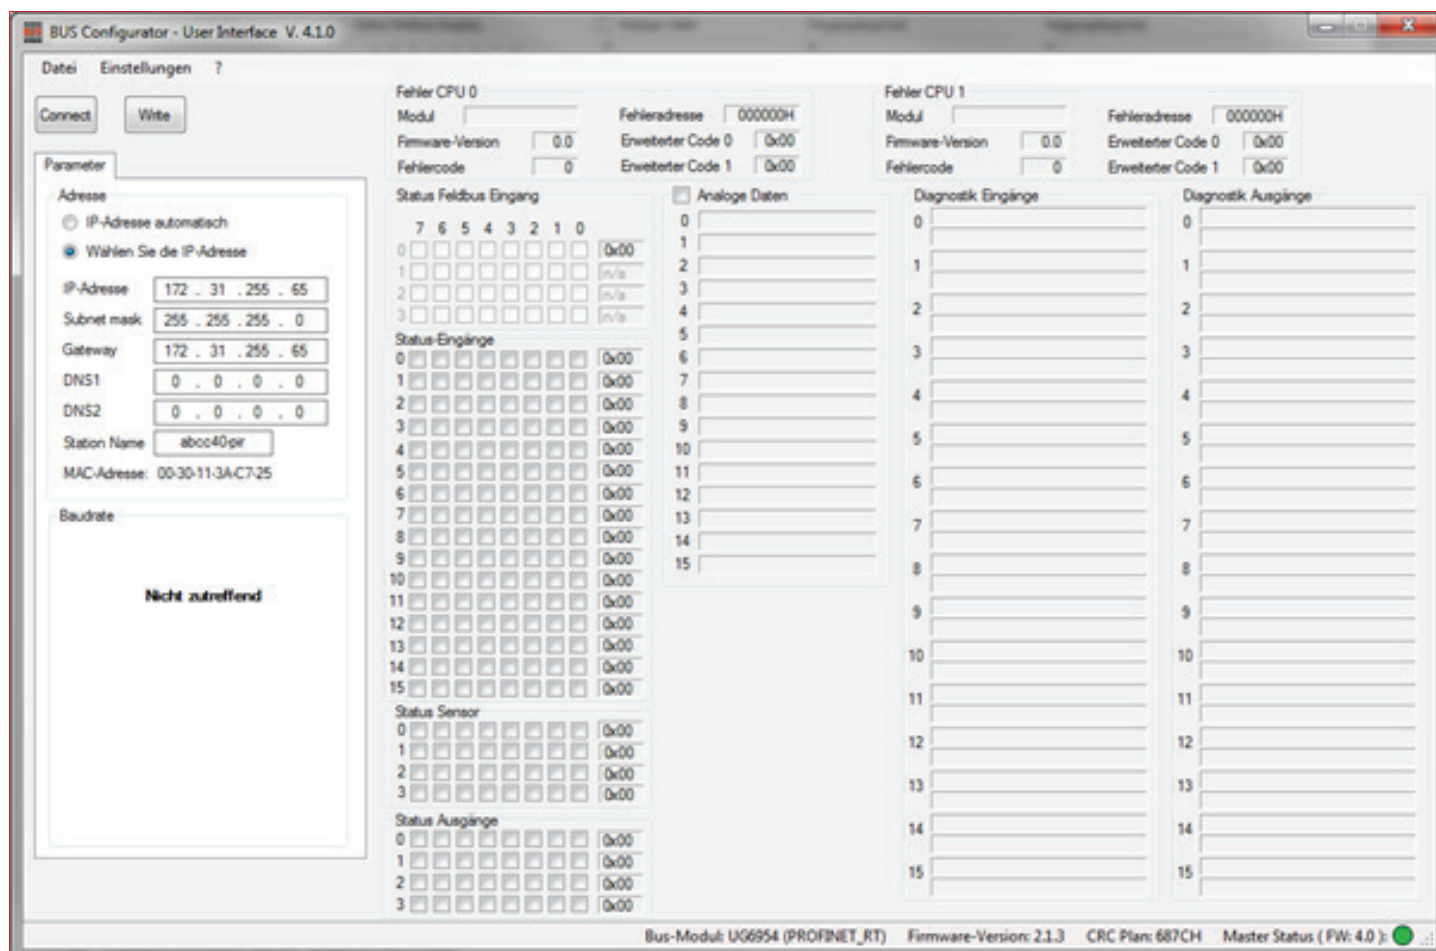 BUS Configurator - User Interface V. 4.1.0
Datei Einstellungen ?
Connect Write
Parameter
Adresse
IP-Adresse automatisch
Wählen Sie die IP-Adresse
IP-Adresse 172 . 31 . 255 . 65
Subnet mask 255 . 255 . 255 . 0
Gateway 172 . 31 . 255 . 65
DNS1 0 . 0 . 0 . 0
DNS2 0 . 0 . 0 . 0
Station Name abcc40-pir
MAC-Adresse: 00-30-11-3A-C7-25
Baudrate
Nicht zutreffend
Fehler CPU 0
Modul Fehleradresse 000000H
Firmware-Version 0.0 Erweiterter Code 0 0x00
Fehlercode 0 Erweiterter Code 1 0x00
Fehler CPU 1
Modul Fehleradresse 000000H
Firmware-Version 0.0 Erweiterter Code 0 0x00
Fehlercode 0 Erweiterter Code 1 0x00
Status Feldbus Eingang
7 6 5 4 3 2 1 0
0 0x00
1 n/a
2 n/a
3 n/a
Status-Eingänge
0 0x00
1 0x00
2 0x00
3 0x00
4 0x00
5 0x00
6 0x00
7 0x00
8 0x00
9 0x00
10 0x00
11 0x00
12 0x00
13 0x00
14 0x00
15 0x00
Status Sensor
0 0x00
1 0x00
2 0x00
3 0x00
Status Ausgänge
0 0x00
1 0x00
2 0x00
3 0x00
Analoge Daten
0
1
2
3
4
5
6
7
8
9
10
11
12
13
14
15
Diagnostik Eingänge
0
1
2
3
4
5
6
7
8
9
10
11
12
13
14
15
Diagnostik Ausgänge
0
1
2
3
4
5
6
7
8
9
10
11
12
13
14
15
Bus-Modul: UG6954 (PROFINET_RT) Firmware-Version: 2.1.3 CRC Plan: 687CH Master Status ( FW: 4.0 ):